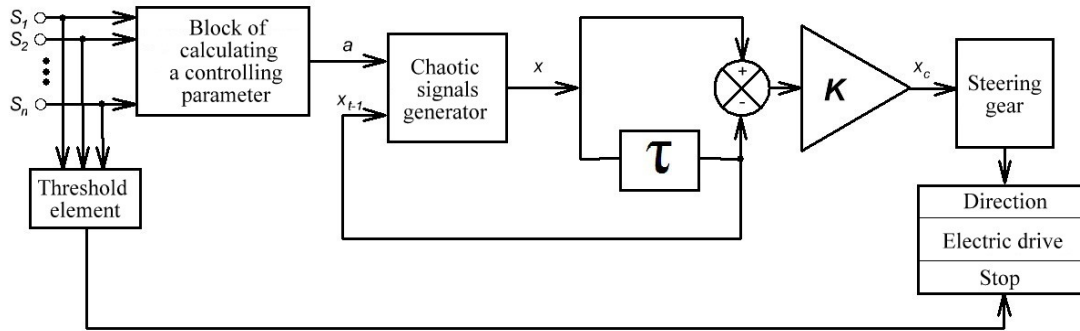 S1
S2
Sn
Block of
calculating
a controlling
parameter
a
xt-1
Chaotic
signals
generator
x
+
-
τ
K
xc
Steering
gear
Threshold
element
Direction
Electric drive
Stop